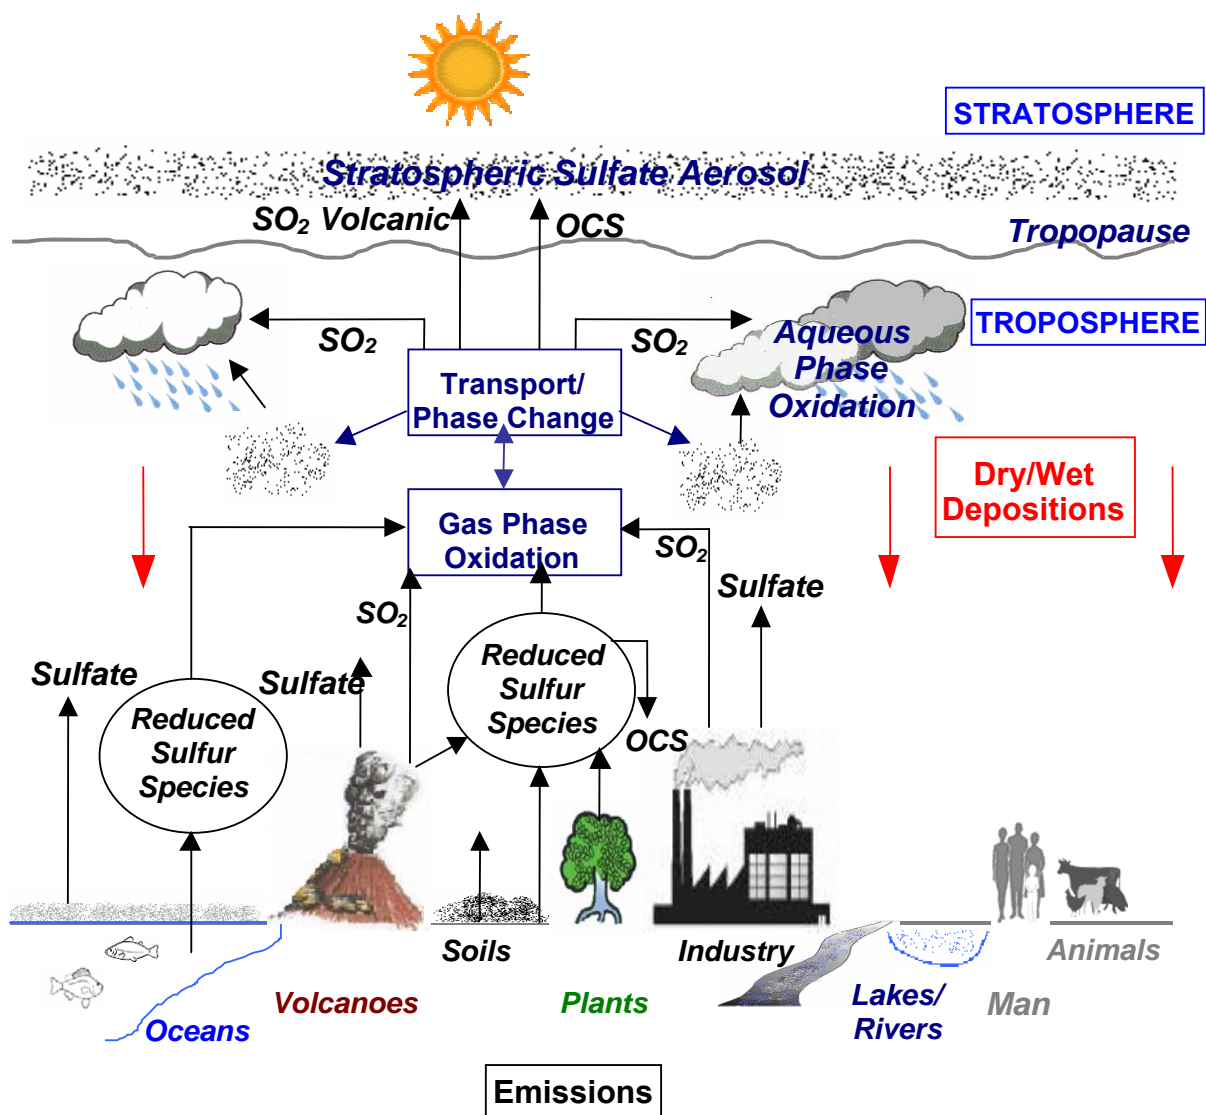 STRATOSPHERE
Stratospheric Sulfate Aerosol
SO₂ Volcanic
OCS
Tropopause
TROPOSPHERE
SO₂
SO₂
Aqueous
Phase
Oxidation
Transport/
Phase Change
Dry/Wet
Depositions
Gas Phase
Oxidation
SO₂
SO₂
Sulfate
Reduced
Sulfur
Species
Sulfate
Sulfate
Reduced
Sulfur
Species
OCS
Soils
Industry
Animals
Volcanoes
Plants
Lakes/
Rivers
Man
Oceans
Emissions